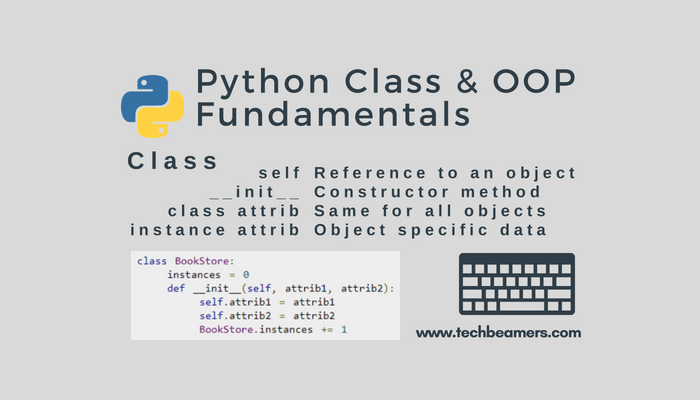 Python Class & OOP
Fundamentals
Class
self Reference to an object
__init__ Constructor method
class attrib Same for all objects
instance attrib Object specific data
class BookStore:
    instances = 0
    def __init__(self, attrib1, attrib2):
        self.attrib1 = attrib1
        self.attrib2 = attrib2
        BookStore.instances += 1
www.techbeamers.com